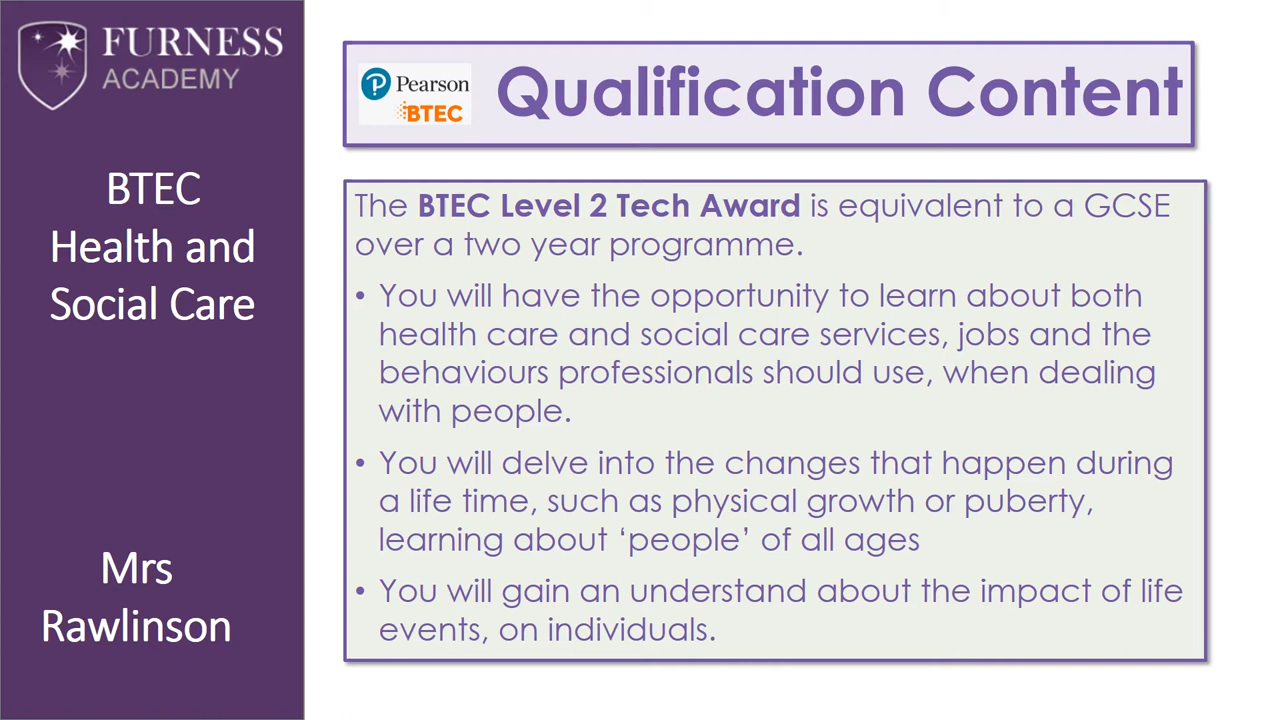 FURNESS
ACADEMY
BTEC
Health and
Social Care
Mrs
Rawlinson
Pearson
BTEC
Qualification Content
The BTEC Level 2 Tech Award is equivalent to a GCSE
over a two year programme.
• You will have the opportunity to learn about both
health care and social care services, jobs and the
behaviours professionals should use, when dealing
with people.
• You will delve into the changes that happen during
a life time, such as physical growth or puberty,
learning about ‘people’ of all ages
• You will gain an understand about the impact of life
events, on individuals.